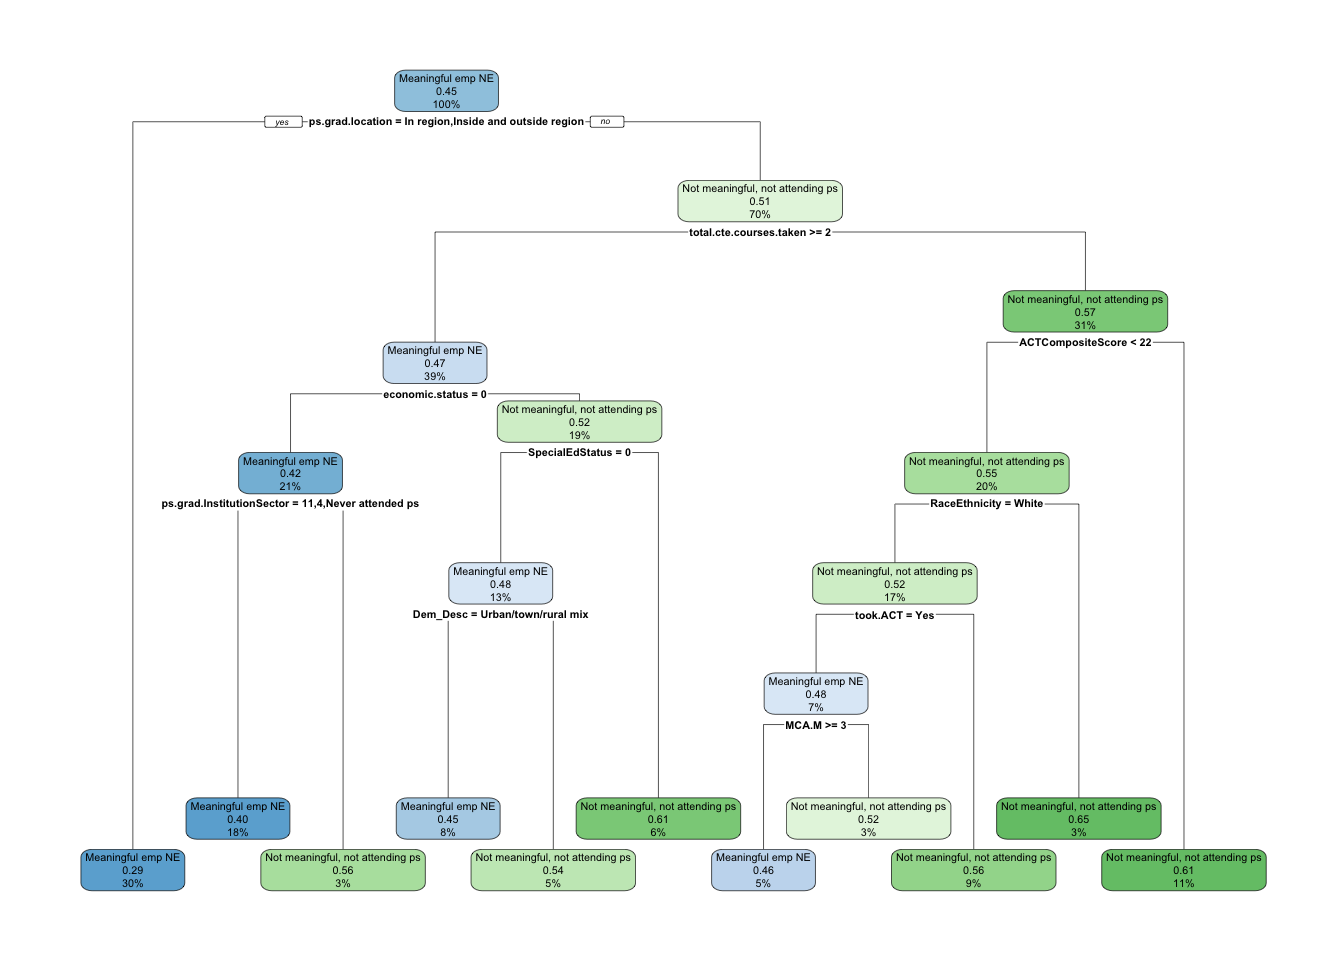 Meaningful emp NE
0.45
100%
yes
ps.grad.location = In region,Inside and outside region
no
Not meaningful, not attending ps
0.51
70%
total.cte.courses.taken >= 2
Not meaningful, not attending ps
0.57
31%
ACTCompositeScore < 22
Meaningful emp NE
0.47
39%
economic.status = 0
Not meaningful, not attending ps
0.52
19%
SpecialEdStatus = 0
Meaningful emp NE
0.42
21%
ps.grad.InstitutionSector = 11,4,Never attended ps
Not meaningful, not attending ps
0.55
20%
RaceEthnicity = White
Meaningful emp NE
0.48
13%
Dem_Desc = Urban/town/rural mix
Not meaningful, not attending ps
0.52
17%
took.ACT = Yes
Meaningful emp NE
0.48
7%
MCA.M >= 3
Meaningful emp NE
0.40
18%
Meaningful emp NE
0.45
8%
Not meaningful, not attending ps
0.61
6%
Not meaningful, not attending ps
0.52
3%
Not meaningful, not attending ps
0.65
3%
Meaningful emp NE
0.29
30%
Not meaningful, not attending ps
0.56
3%
Not meaningful, not attending ps
0.54
5%
Meaningful emp NE
0.46
5%
Not meaningful, not attending ps
0.56
9%
Not meaningful, not attending ps
0.61
11%